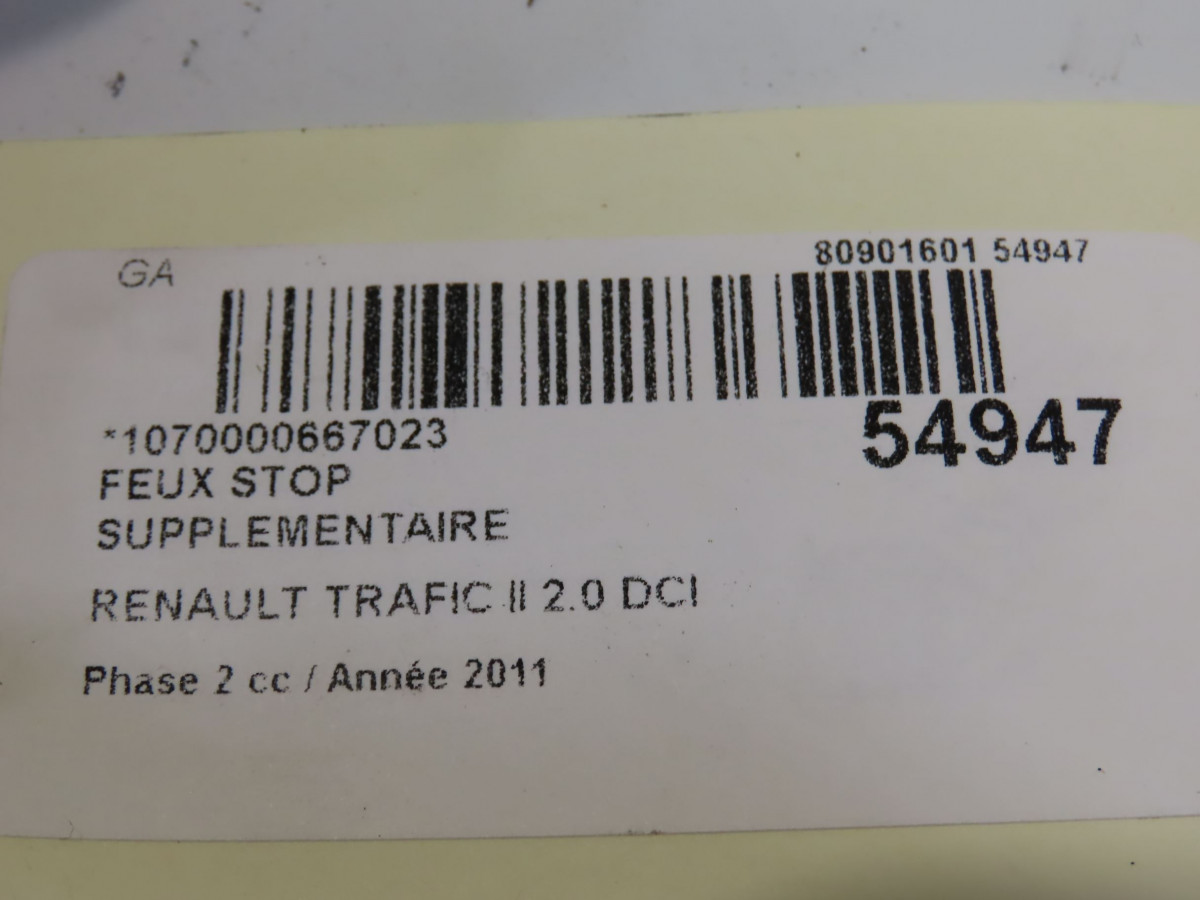 GA
80901601 54947
*1070000667023
54947
FEUX STOP
SUPPLEMENTAIRE
RENAULT TRAFIC II 2.0 DCI
Phase 2 cc / Année 2011